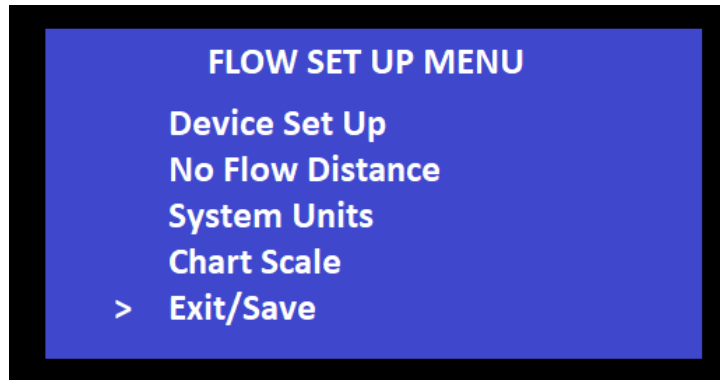 FLOW SET UP MENU
Device Set Up
No Flow Distance
System Units
Chart Scale
> Exit/Save